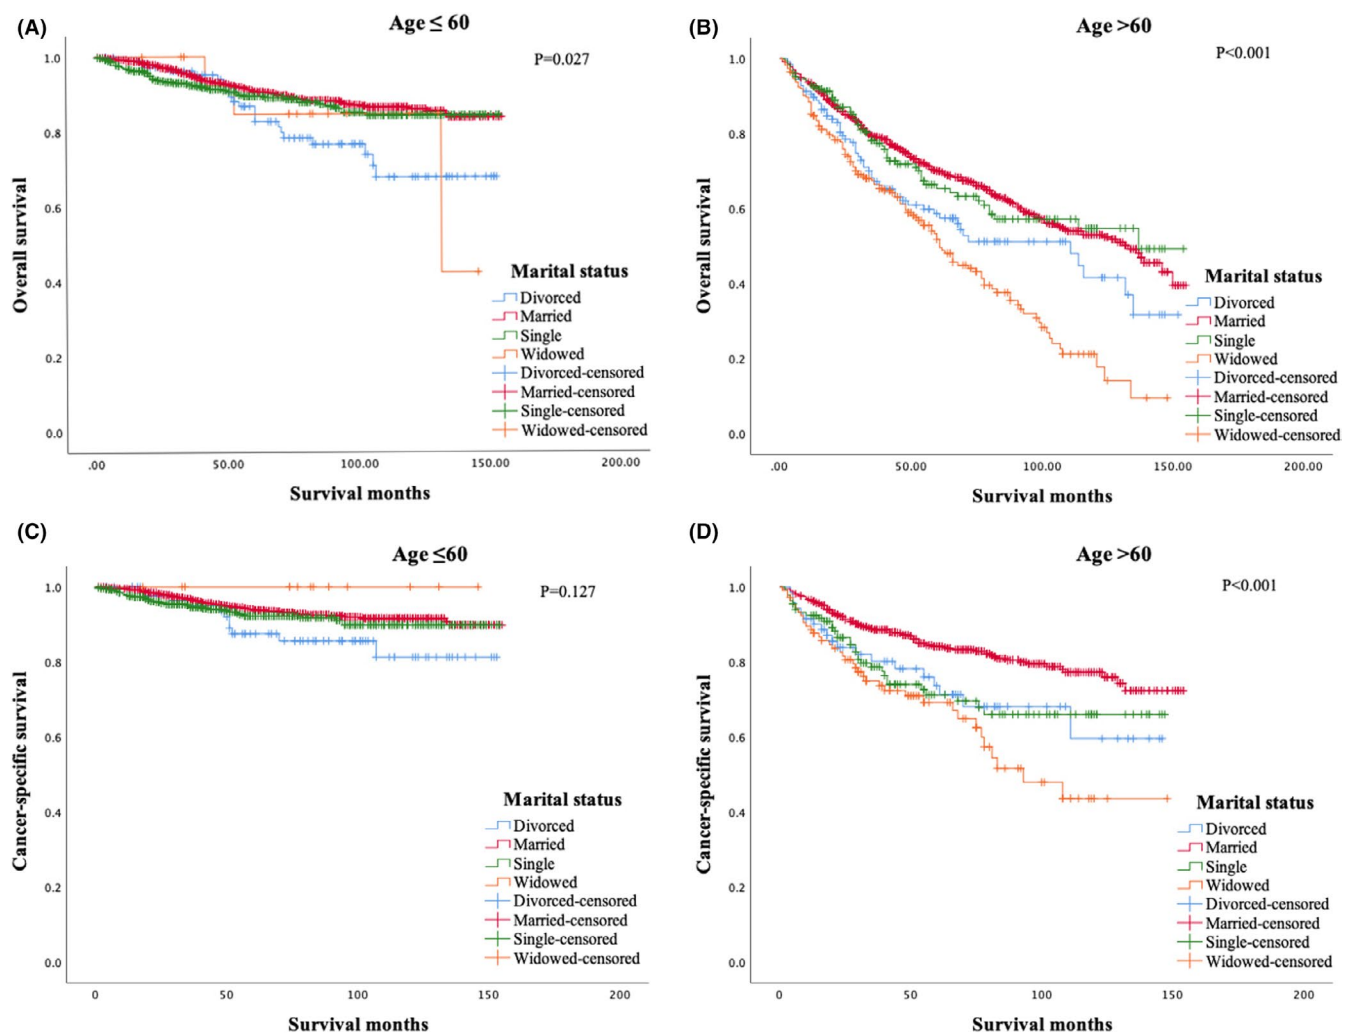 (A)
Age ≤ 60
P=0.027
Overall survival
1.0
0.8
0.6
0.4
0.2
0.0
Marital status
Divorced
Married
Single
Widowed
Divorced-censored
Married-censored
Single-censored
Widowed-censored
.00 50.00 100.00 150.00 200.00
Survival months
(B)
Age >60
P<0.001
Overall survival
1.0
0.8
0.6
0.4
0.2
0.0
Marital status
Divorced
Married
Single
Widowed
Divorced-censored
Married-censored
Single-censored
Widowed-censored
.00 50.00 100.00 150.00 200.00
Survival months
(C)
Age ≤60
P=0.127
Cancer-specific survival
1.0
0.8
0.6
0.4
0.2
0.0
Marital status
Divorced
Married
Single
Widowed
Divorced-censored
Married-censored
Single-censored
Widowed-censored
0 50 100 150 200
Survival months
(D)
Age >60
P<0.001
Cancer-specific survival
1.0
0.8
0.6
0.4
0.2
0.0
Marital status
Divorced
Married
Single
Widowed
Divorced-censored
Married-censored
Single-censored
Widowed-censored
0 50 100 150 200
Survival months